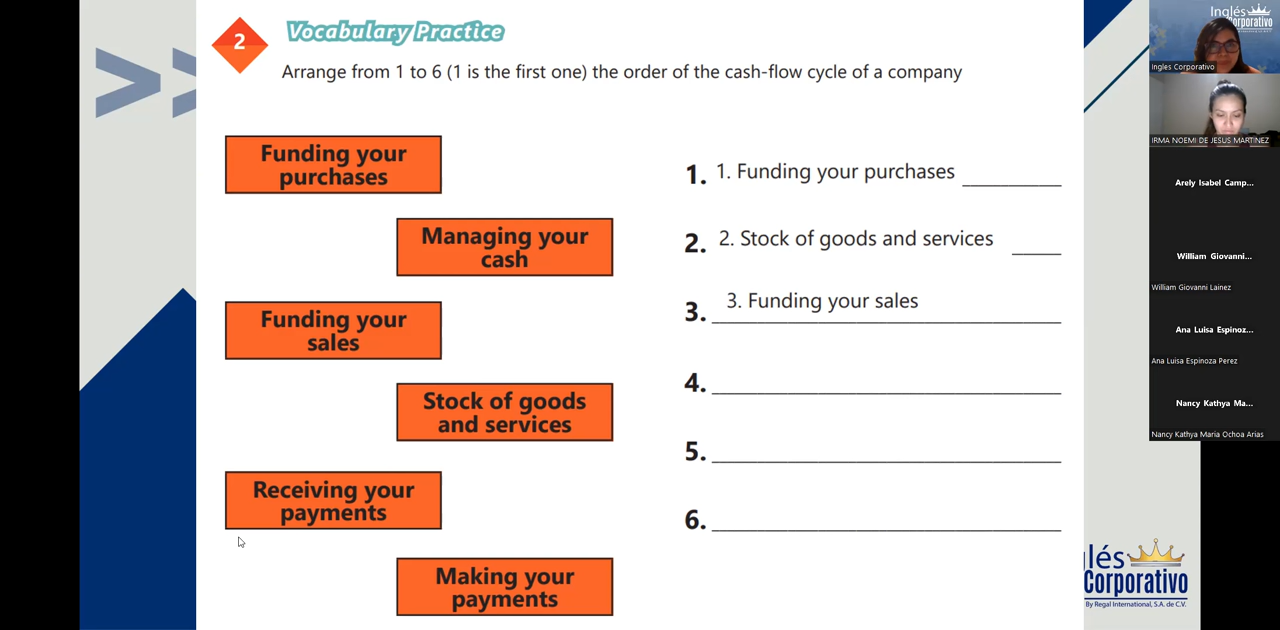 2
Vocabulary Practice
Arrange from 1 to 6 (1 is the first one) the order of the cash-flow cycle of a company
Funding your
purchases
Managing your
cash
Funding your
sales
Stock of goods
and services
Receiving your
payments
Making your
payments
1. 1. Funding your purchases
2. 2. Stock of goods and services
3. 3. Funding your sales
4.
5.
6.
Inglés
Corporativo
Ingles Corporativo
IRMA NOEMI DE JESUS MARTINEZ
Arely Isabel Camp...
William Giovanni...
William Giovanni Lainez
Ana Luisa Espinoz...
Ana Luisa Espinoza Perez
Nancy Kathya Ma...
Nancy Kathya Maria Ochoa Arias
lés
Corporativo
By Regal International, S.A. de C.V.